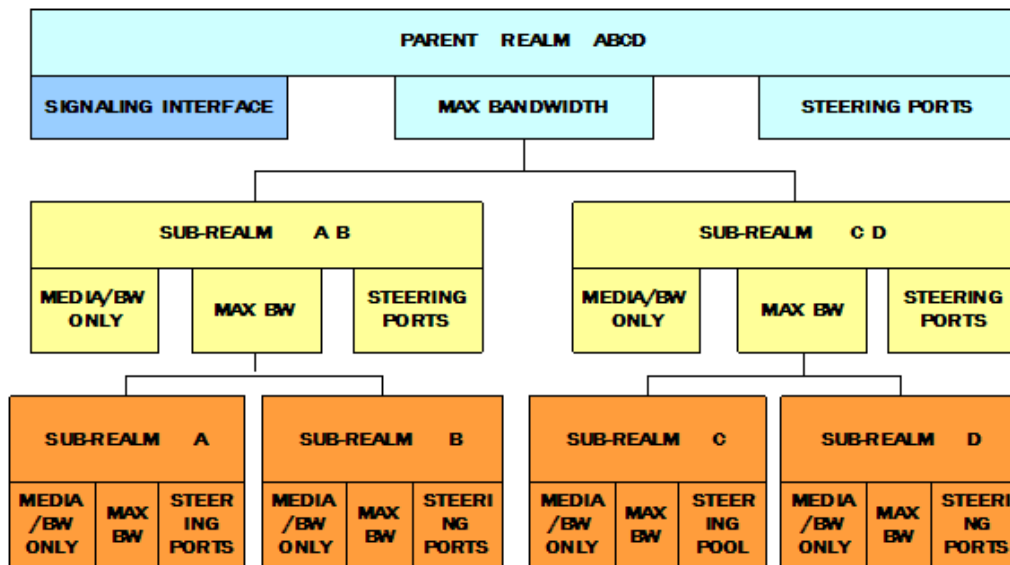 PARENT REALM ABCD
SIGNALING INTERFACE
MAX BANDWIDTH
STEERING PORTS
SUB-REALM A B
SUB-REALM C D
MEDIA/BW
ONLY
MAX BW
STEERING
PORTS
MEDIA/BW
ONLY
MAX BW
STEERING
PORTS
SUB-REALM A
SUB-REALM B
SUB-REALM C
SUB-REALM D
MEDIA
/BW
ONLY
MAX
BW
STEER
ING
PORTS
MEDIA
/BW
ONLY
MAX
BW
STEERI
NG
PORTS
MEDIA
/BW
ONLY
MAX
BW
STEER
ING
POOL
MEDIA
/BW
ONLY
MAX
BW
STEERI
NG
PORTS